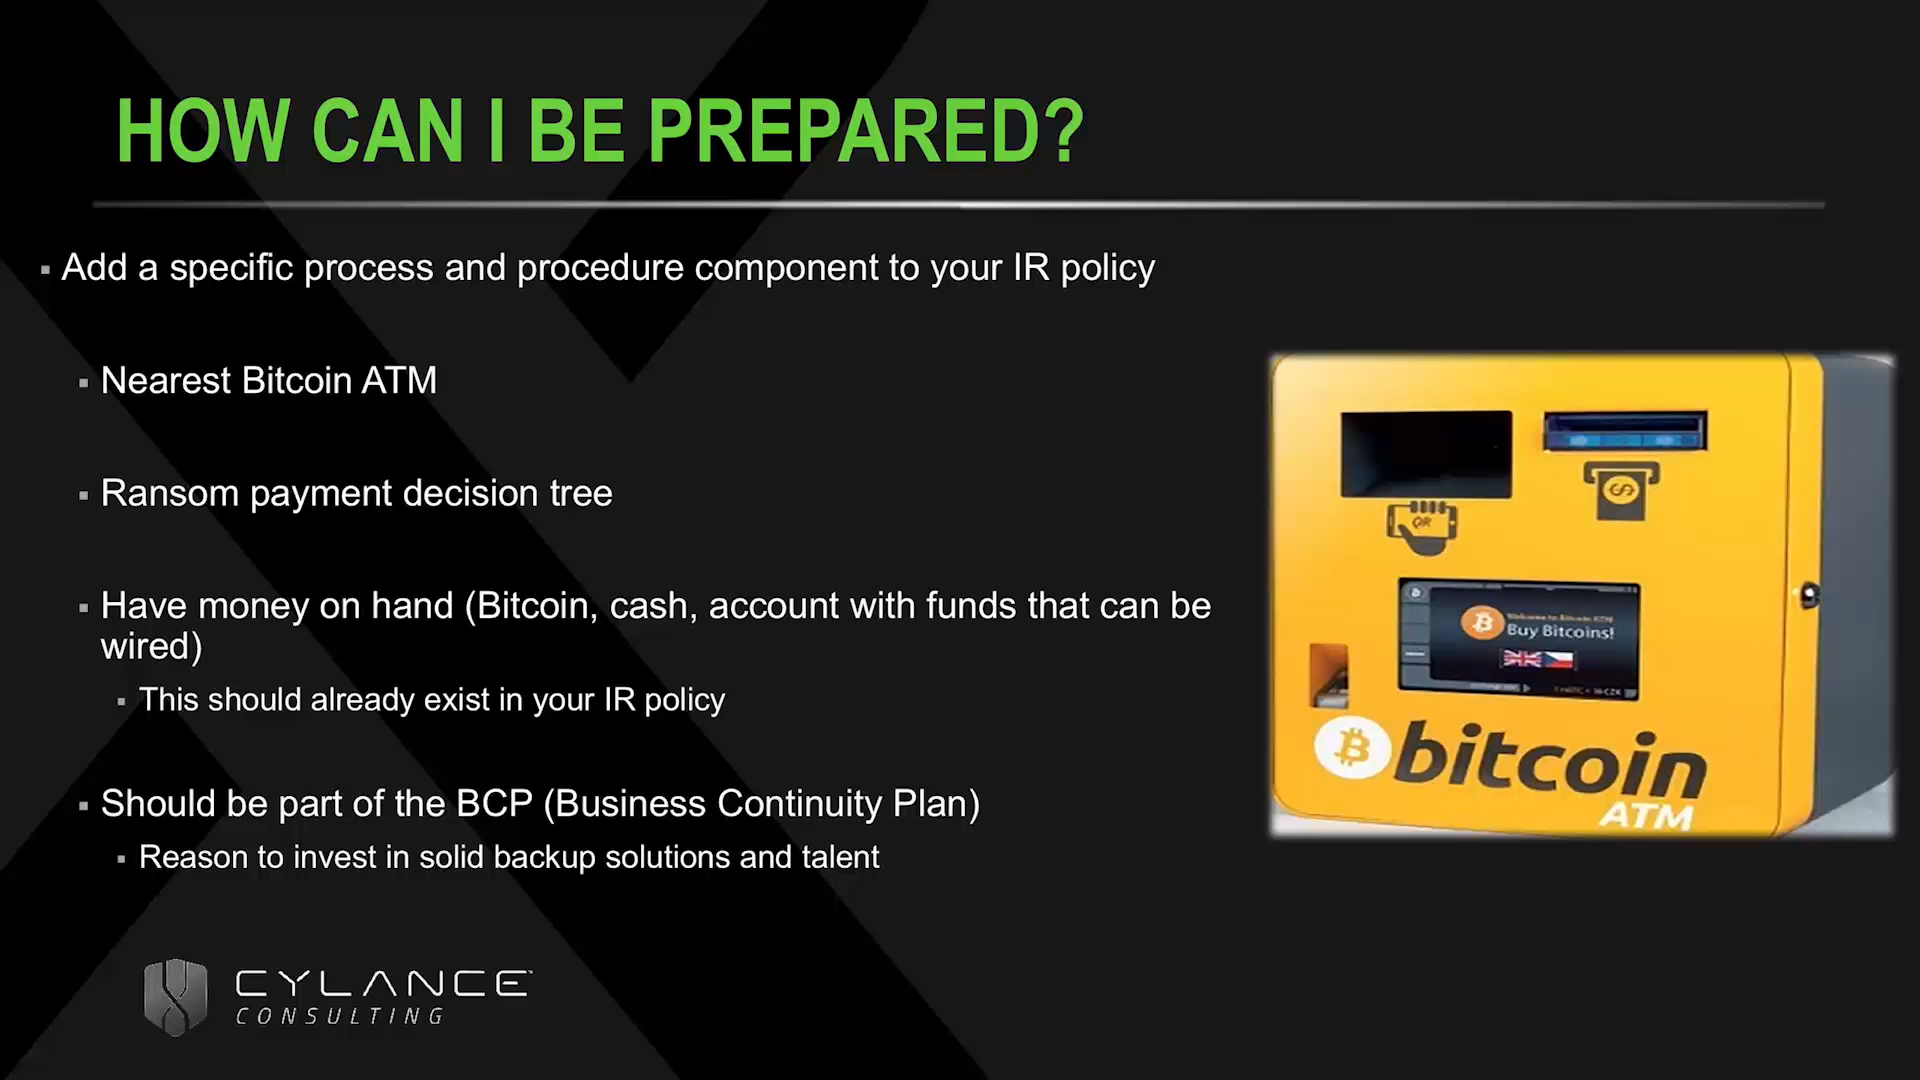 HOW CAN I BE PREPARED?
Add a specific process and procedure component to your IR policy
Nearest Bitcoin ATM
Ransom payment decision tree
Have money on hand (Bitcoin, cash, account with funds that can be
wired)
This should already exist in your IR policy
Should be part of the BCP (Business Continuity Plan)
Reason to invest in solid backup solutions and talent
QR
Welcome to Bitcoin ATM
Buy Bitcoins!
bitcoin
ATM
CYLANCE™
CONSULTING